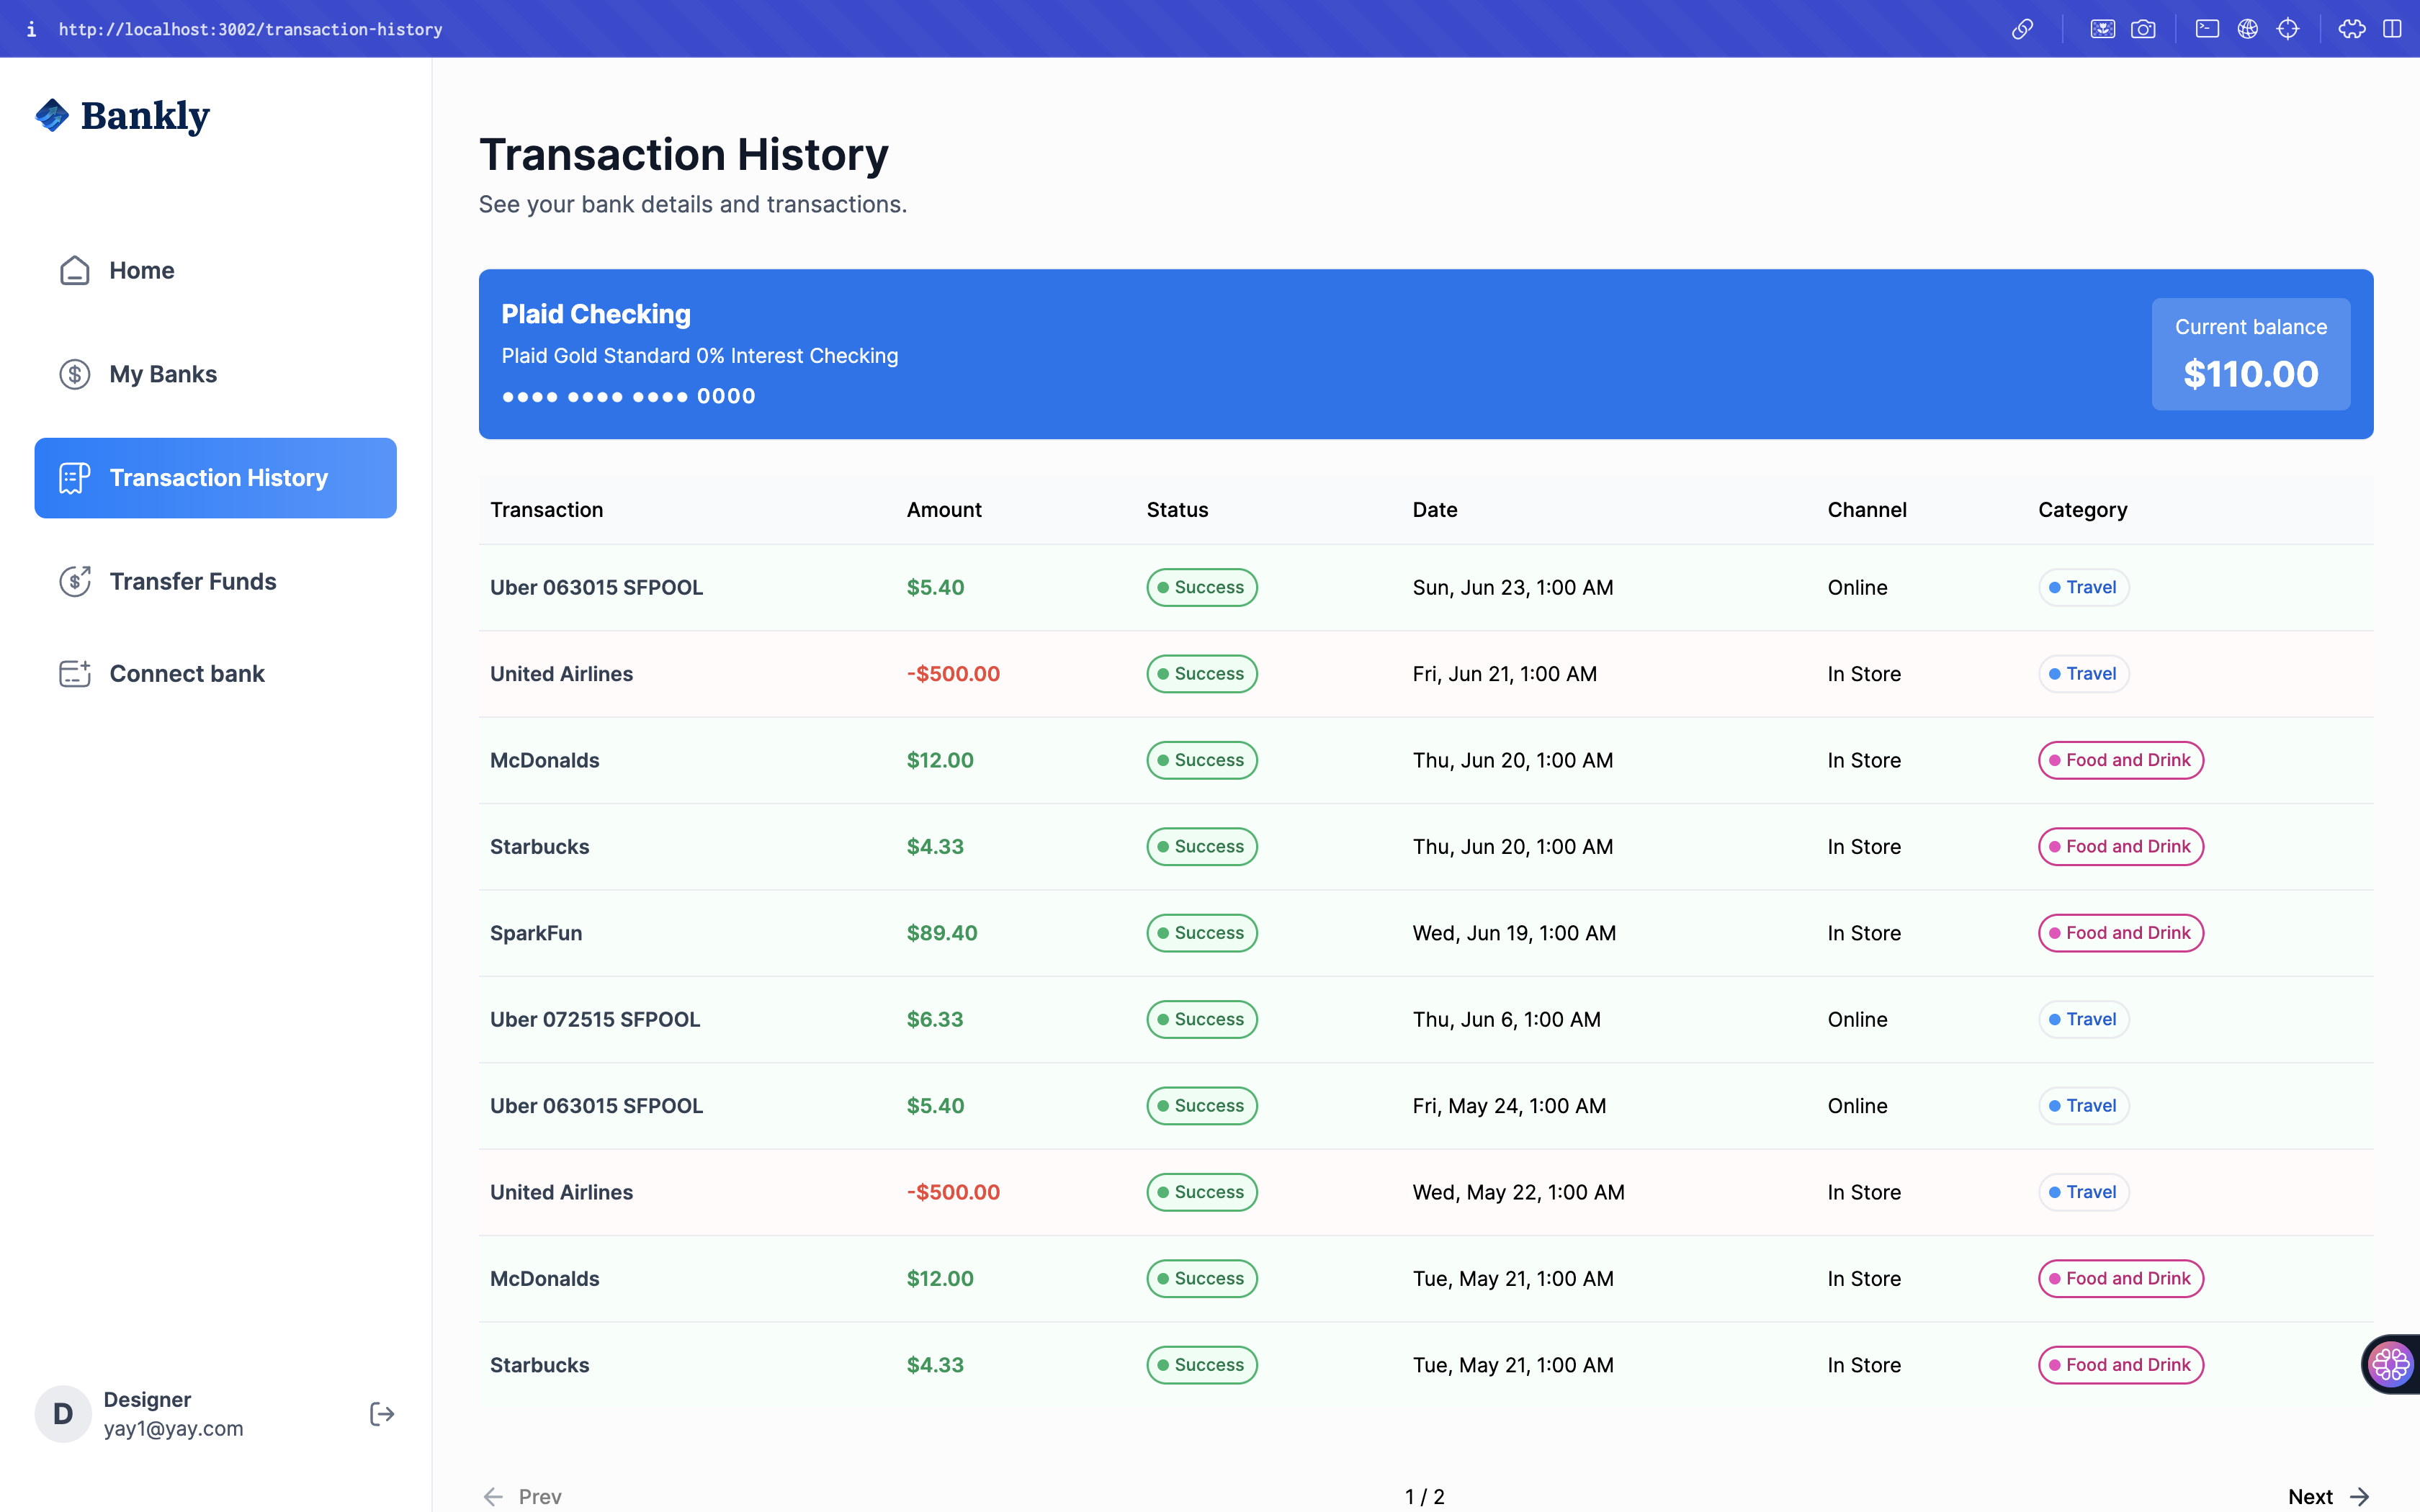 i http://localhost:3002/transaction-history
Bankly
Home
My Banks
Transaction History
Transfer Funds
Connect bank
D
Designer
yay1@yay.com
Transaction History
See your bank details and transactions.
Plaid Checking
Plaid Gold Standard 0% Interest Checking
●●●● ●●●● ●●●● 0000
Current balance
$110.00
Transaction Amount Status Date Channel Category
Uber 063015 SFPOOL $5.40 Success Sun, Jun 23, 1:00 AM Online Travel
United Airlines -$500.00 Success Fri, Jun 21, 1:00 AM In Store Travel
McDonalds $12.00 Success Thu, Jun 20, 1:00 AM In Store Food and Drink
Starbucks $4.33 Success Thu, Jun 20, 1:00 AM In Store Food and Drink
SparkFun $89.40 Success Wed, Jun 19, 1:00 AM In Store Food and Drink
Uber 072515 SFPOOL $6.33 Success Thu, Jun 6, 1:00 AM Online Travel
Uber 063015 SFPOOL $5.40 Success Fri, May 24, 1:00 AM Online Travel
United Airlines -$500.00 Success Wed, May 22, 1:00 AM In Store Travel
McDonalds $12.00 Success Tue, May 21, 1:00 AM In Store Food and Drink
Starbucks $4.33 Success Tue, May 21, 1:00 AM In Store Food and Drink
Prev 1 / 2 Next